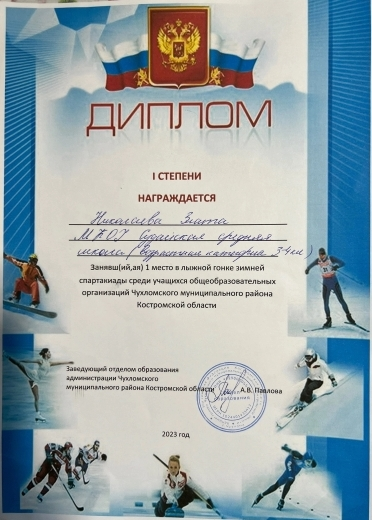 ДИПЛОМ
I СТЕПЕНИ
НАГРАЖДАЕТСЯ
Николаева Злата
МКОУ Судайская средняя
школа (возрастная категория 3-4 кл)
Занявш(ий,ая) 1 место в лыжной гонке зимней
спартакиады среди учащихся общеобразовательных
организаций Чухломского муниципального района
Костромской области
Заведующий отделом образования
администрации Чухломского
муниципального района Костромской области А.В. Павлова
2023 год